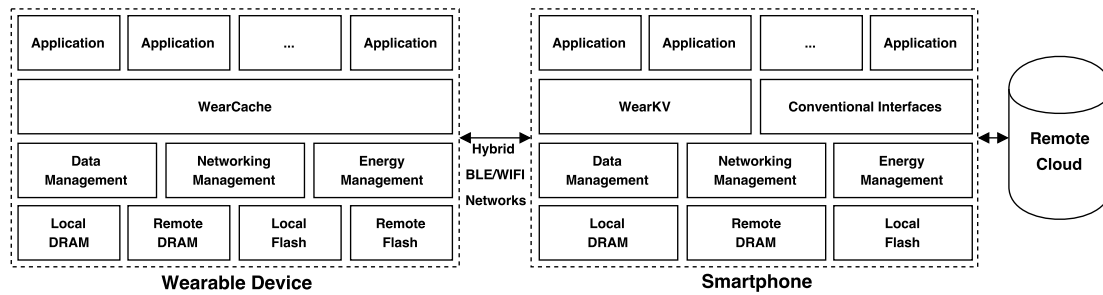 Application Application ... Application
WearCache
Data Management Networking Management Energy Management
Local DRAM Remote DRAM Local Flash Remote Flash
Wearable Device
Hybrid
BLE/WIFI
Networks
Application Application ... Application
WearKV Conventional Interfaces
Data Management Networking Management Energy Management
Local DRAM Remote DRAM Local Flash
Smartphone
Remote
Cloud